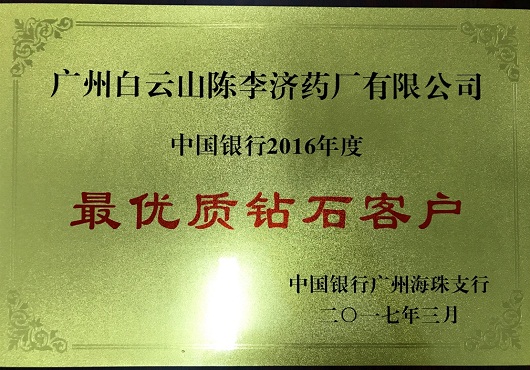 广州白云山陈李济药厂有限公司
中国银行2016年度
最优质钻石客户
中国银行广州海珠支行
二〇一七年三月